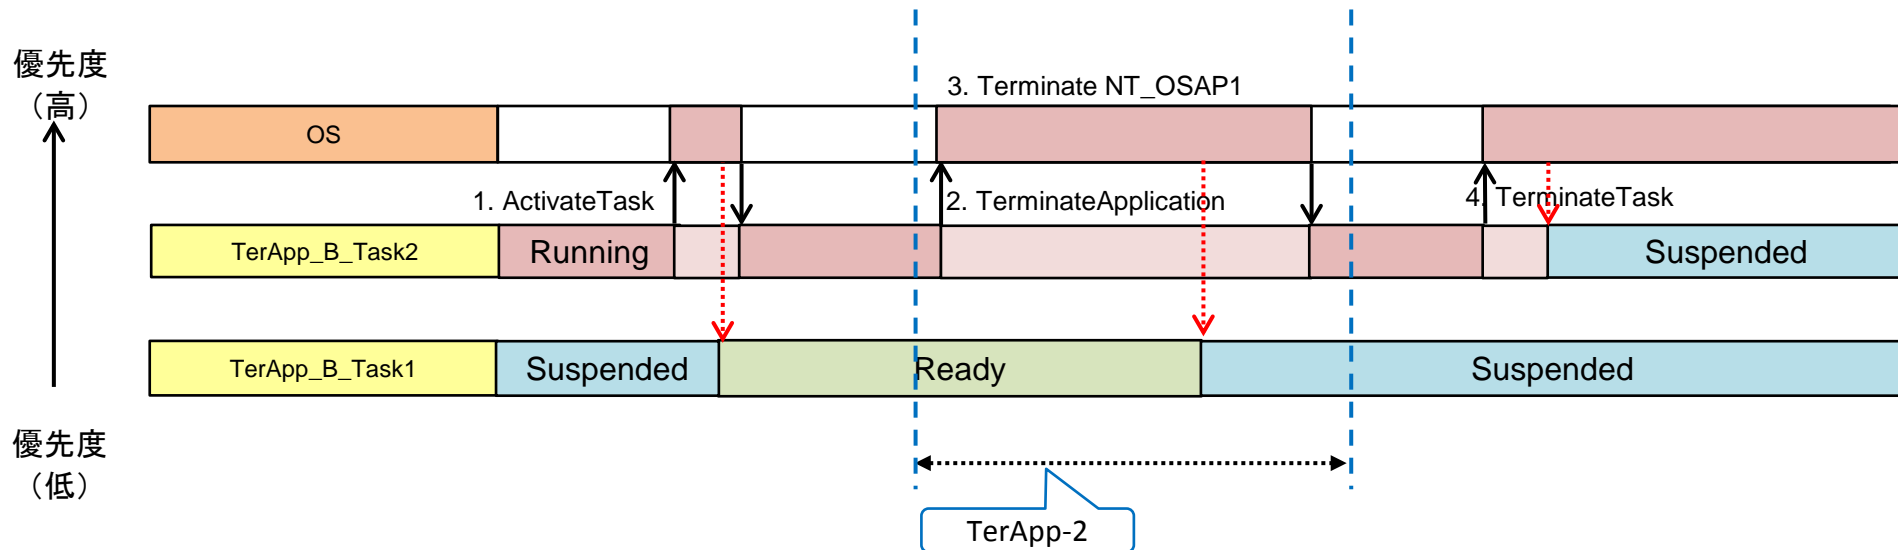 優先度
（高）
3. Terminate NT_OSAP1
OS
1. ActivateTask
2. TerminateApplication
4. TerminateTask
TerApp_B_Task2
Running
Suspended
TerApp_B_Task1
Suspended
Ready
Suspended
優先度
（低）
TerApp-2